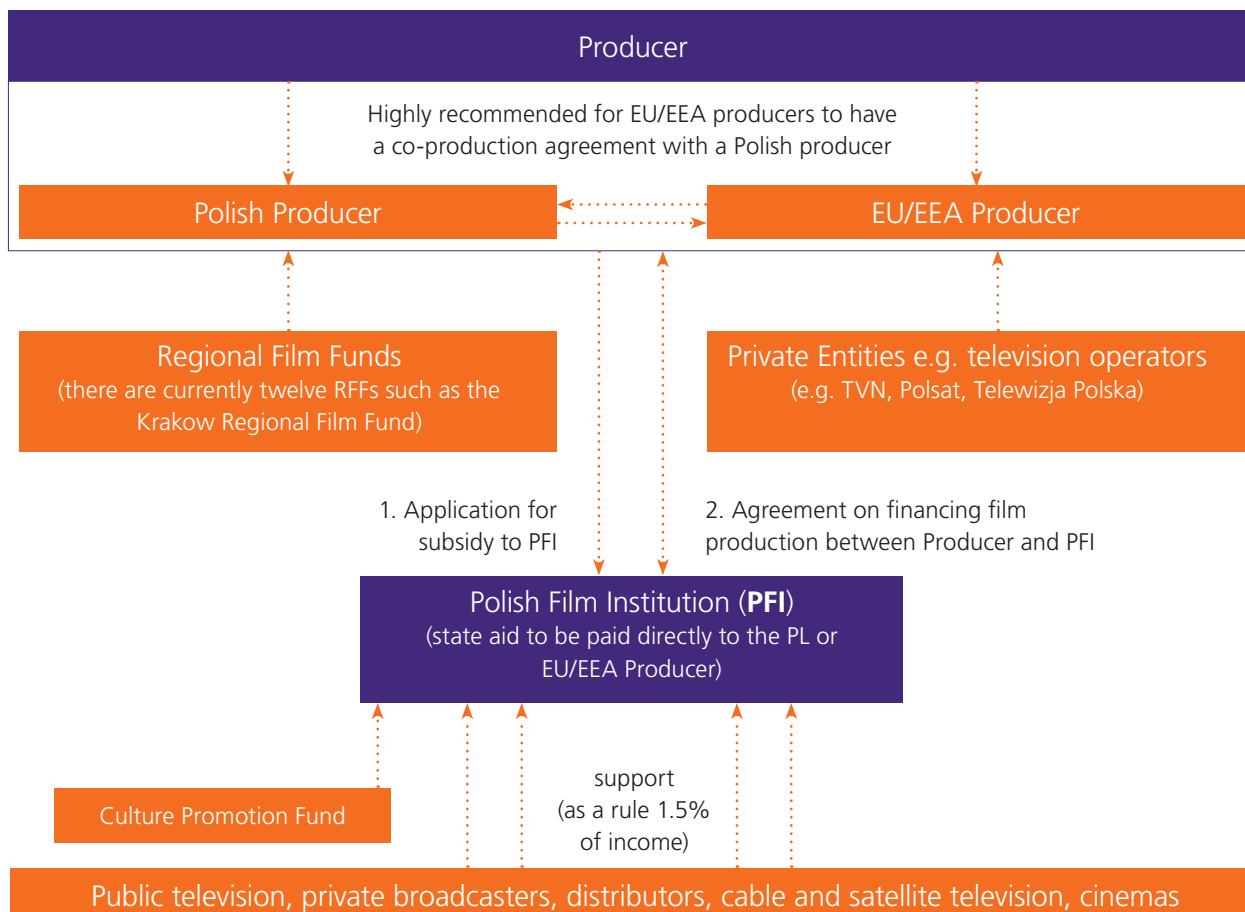 Producer
Highly recommended for EU/EEA producers to have
a co-production agreement with a Polish producer
Polish Producer
EU/EEA Producer
Regional Film Funds
(there are currently twelve RFFs such as the
Krakow Regional Film Fund)
Private Entities e.g. television operators
(e.g. TVN, Polsat, Telewizja Polska)
1. Application for
subsidy to PFI
2. Agreement on financing film
production between Producer and PFI
Polish Film Institution (PFI)
(state aid to be paid directly to the PL or
EU/EEA Producer)
Culture Promotion Fund
support
(as a rule 1.5%
of income)
Public television, private broadcasters, distributors, cable and satellite television, cinemas